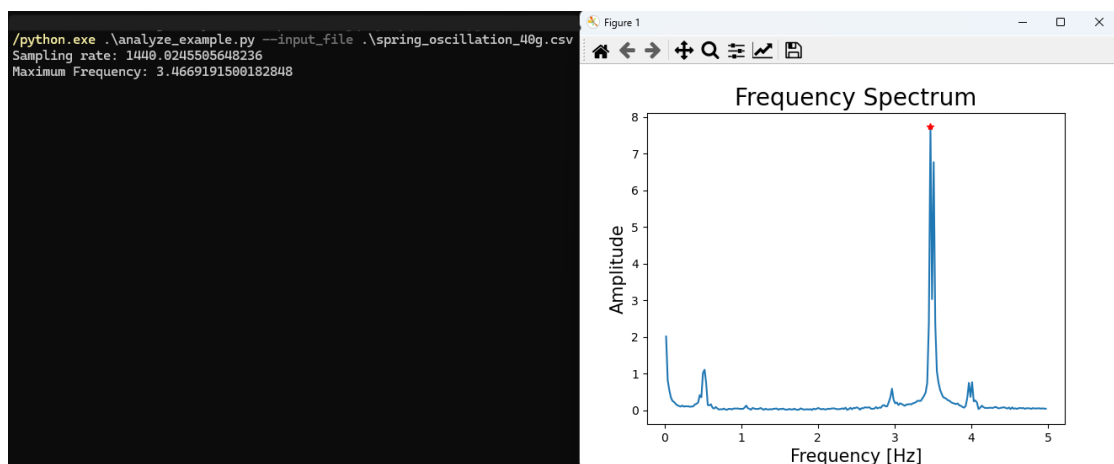 /python.exe .\analyze_example.py --input_file .\spring_oscillation_40g.csv
Sampling rate: 1440.0245505648236
Maximum Frequency: 3.4669191500182848
Figure 1
Frequency Spectrum
Amplitude
8
7
6
5
4
3
2
1
0
0 1 2 3 4 5
Frequency [Hz]